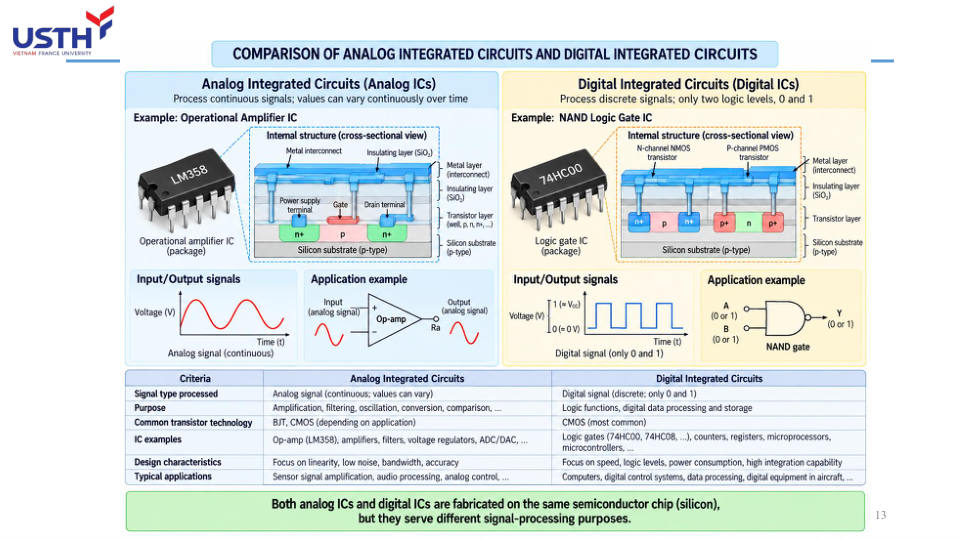 USTH
VIETNAM FRANCE UNIVERSITY
COMPARISON OF ANALOG INTEGRATED CIRCUITS AND DIGITAL INTEGRATED CIRCUITS
Analog Integrated Circuits (Analog ICs)
Process continuous signals; values can vary continuously over time
Example: Operational Amplifier IC
Internal structure (cross-sectional view)
Metal interconnect
Insulating layer (SiO₂)
LM358
Metal layer
(interconnect)
Insulating layer
(SiO₂)
Power supply
terminal
Gate
Drain terminal
Transistor layer
(well, p, n, n+, ...)
n+
p
n+
Silicon substrate (p-type)
Silicon substrate
(p-type)
Operational amplifier IC
(package)
Input/Output signals
Voltage (V)
Time (t)
Analog signal (continuous)
Application example
Input
(analog signal)
+
−
Op-amp
Output
(analog signal)
Ra
Digital Integrated Circuits (Digital ICs)
Process discrete signals; only two logic levels, 0 and 1
Example: NAND Logic Gate IC
Internal structure (cross-sectional view)
N-channel NMOS
transistor
P-channel PMOS
transistor
74HC00
Metal layer
(interconnect)
Insulating layer
(SiO₂)
Transistor layer
n+
p
n+
p+
n
p+
Silicon substrate (p-type)
Silicon substrate
(p-type)
Logic gate IC
(package)
Input/Output signals
Voltage (V)
1 (≈ Vcc)
0 (≈ 0 V)
Time (t)
Digital signal (only 0 and 1)
Application example
A
(0 or 1)
B
(0 or 1)
Y
(0 or 1)
NAND gate
Criteria Analog Integrated Circuits Digital Integrated Circuits
Signal type processed Analog signal (continuous; values can vary) Digital signal (discrete; only 0 and 1)
Purpose Amplification, filtering, oscillation, conversion, comparison, ... Logic functions, digital data processing and storage
Common transistor technology BJT, CMOS (depending on application) CMOS (most common)
IC examples Op-amp (LM358), amplifiers, filters, voltage regulators, ADC/DAC, ... Logic gates (74HC00, 74HC08, ...), counters, registers, microprocessors,
microcontrollers, ...
Design characteristics Focus on linearity, low noise, bandwidth, accuracy Focus on speed, logic levels, power consumption, high integration capability
Typical applications Sensor signal amplification, audio processing, analog control, ... Computers, digital control systems, data processing, digital equipment in aircraft, ...
Both analog ICs and digital ICs are fabricated on the same semiconductor chip (silicon),
but they serve different signal-processing purposes.
13